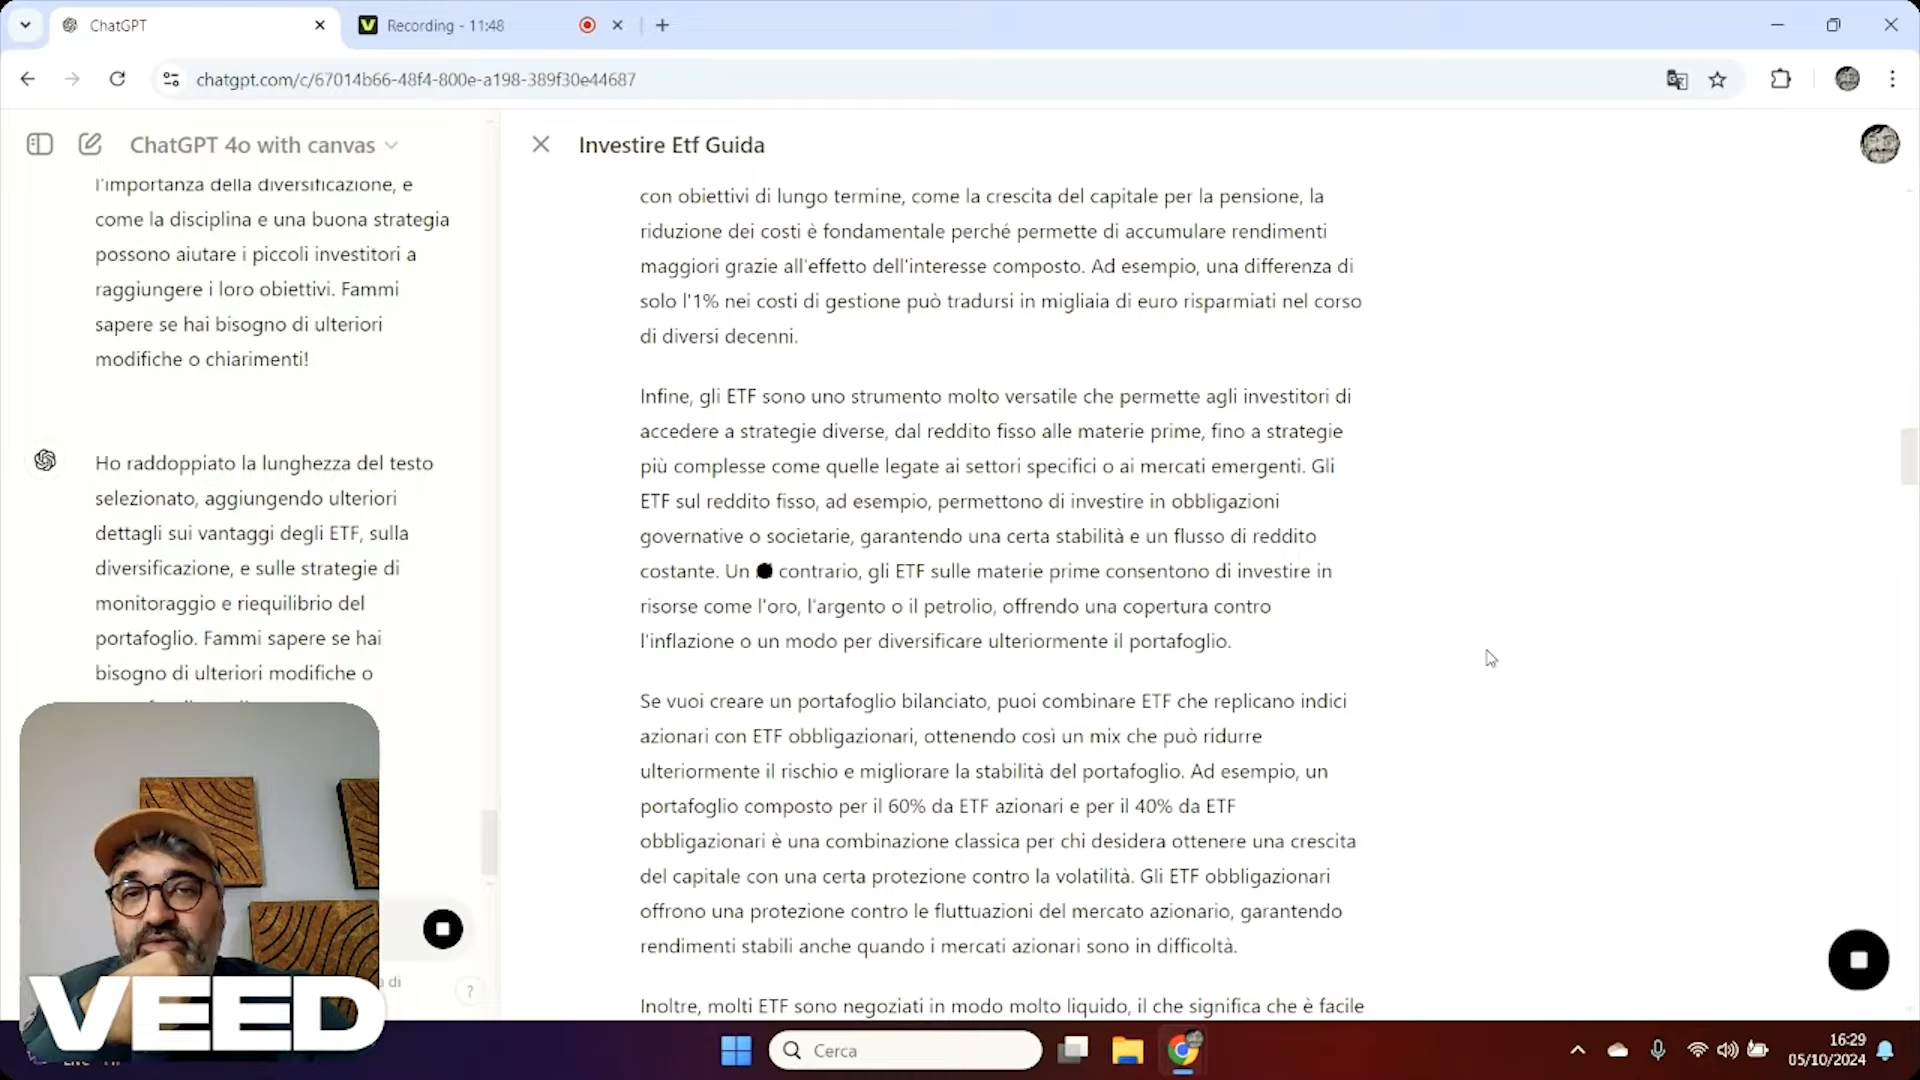 ChatGPT
Recording - 11:48
chatgpt.com/c/67014b66-48f4-800e-a198-389f30e44687
ChatGPT 4o with canvas
l'importanza della diversificazione, e
come la disciplina e una buona strategia
possono aiutare i piccoli investitori a
raggiungere i loro obiettivi. Fammi
sapere se hai bisogno di ulteriori
modifiche o chiarimenti!
Ho raddoppiato la lunghezza del testo
selezionato, aggiungendo ulteriori
dettagli sui vantaggi degli ETF, sulla
diversificazione, e sulle strategie di
monitoraggio e riequilibrio del
portafoglio. Fammi sapere se hai
bisogno di ulteriori modifiche o
di
?
VEED
Investire Etf Guida
con obiettivi di lungo termine, come la crescita del capitale per la pensione, la
riduzione dei costi è fondamentale perché permette di accumulare rendimenti
maggiori grazie all'effetto dell'interesse composto. Ad esempio, una differenza di
solo l'1% nei costi di gestione può tradursi in migliaia di euro risparmiati nel corso
di diversi decenni.
Infine, gli ETF sono uno strumento molto versatile che permette agli investitori di
accedere a strategie diverse, dal reddito fisso alle materie prime, fino a strategie
più complesse come quelle legate ai settori specifici o ai mercati emergenti. Gli
ETF sul reddito fisso, ad esempio, permettono di investire in obbligazioni
governative o societarie, garantendo una certa stabilità e un flusso di reddito
costante. Un contrario, gli ETF sulle materie prime consentono di investire in
risorse come l'oro, l'argento o il petrolio, offrendo una copertura contro
l'inflazione o un modo per diversificare ulteriormente il portafoglio.
Se vuoi creare un portafoglio bilanciato, puoi combinare ETF che replicano indici
azionari con ETF obbligazionari, ottenendo così un mix che può ridurre
ulteriormente il rischio e migliorare la stabilità del portafoglio. Ad esempio, un
portafoglio composto per il 60% da ETF azionari e per il 40% da ETF
obbligazionari è una combinazione classica per chi desidera ottenere una crescita
del capitale con una certa protezione contro la volatilità. Gli ETF obbligazionari
offrono una protezione contro le fluttuazioni del mercato azionario, garantendo
rendimenti stabili anche quando i mercati azionari sono in difficoltà.
Inoltre, molti ETF sono negoziati in modo molto liquido, il che significa che è facile
Cerca
16:29
05/10/2024